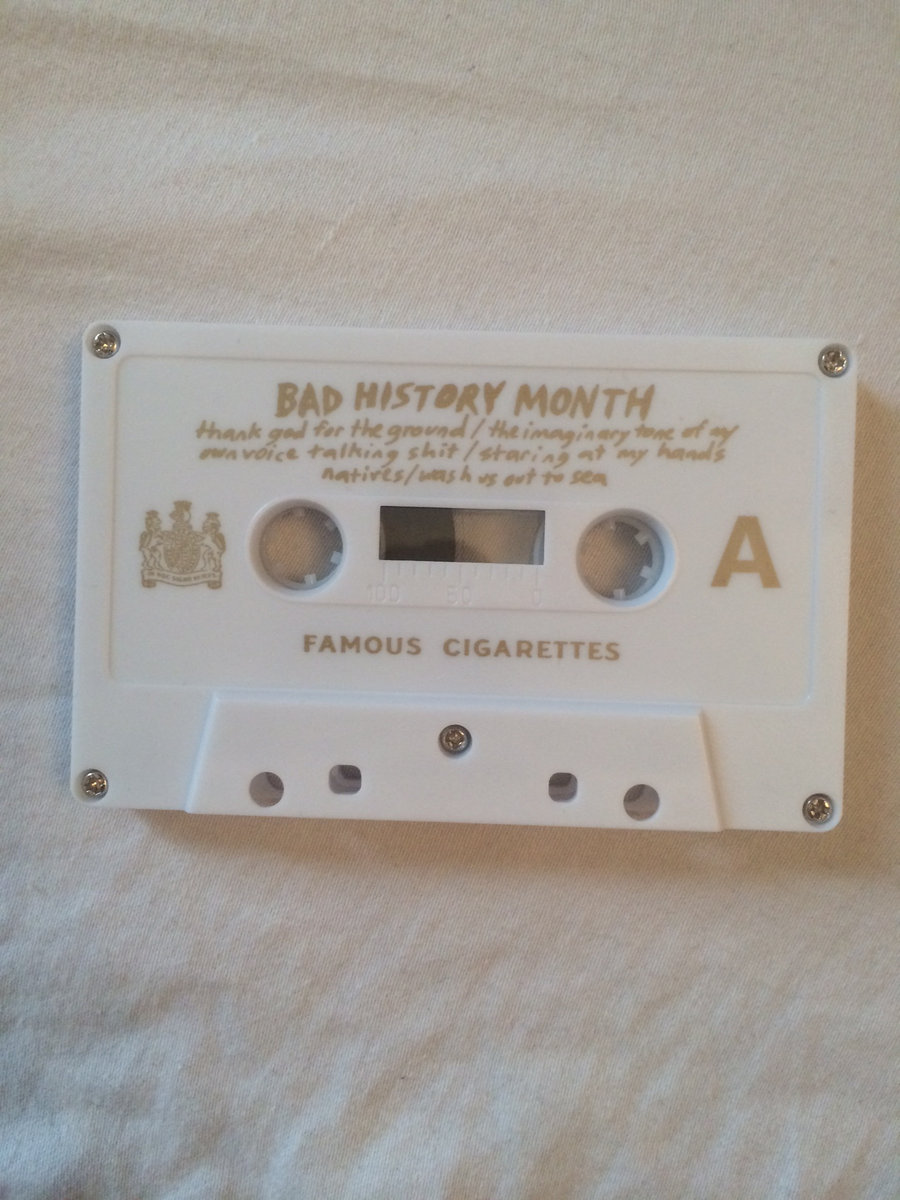 BAD HISTORY MONTH
thank god for the ground / the imaginary tone of my
own voice talking shit / staring at my hands
natives / wash us out to sea
A
100 50 0
FAMOUS CIGARETTES